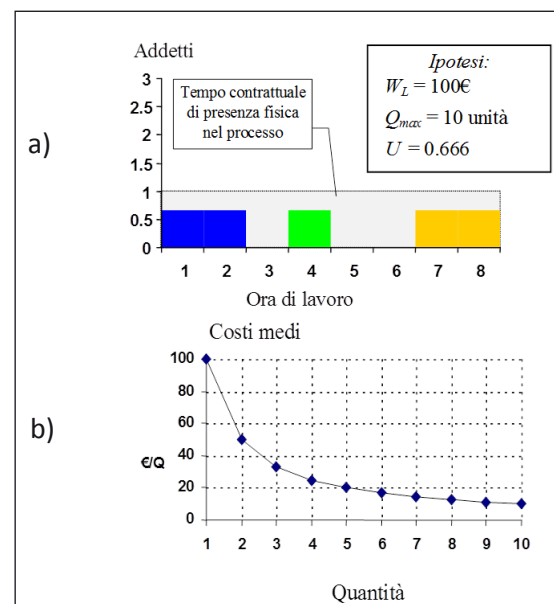 a)
Addetti
3
2.5
2
1.5
1
0.5
0
Tempo contrattuale
di presenza fisica
nel processo
Ipotesi:
W_L = 100€
Q_max = 10 unità
U = 0.666
1 2 3 4 5 6 7 8
Ora di lavoro
b)
Costi medi
€/Q
100
80
60
40
20
0
1 2 3 4 5 6 7 8 9 10
Quantità